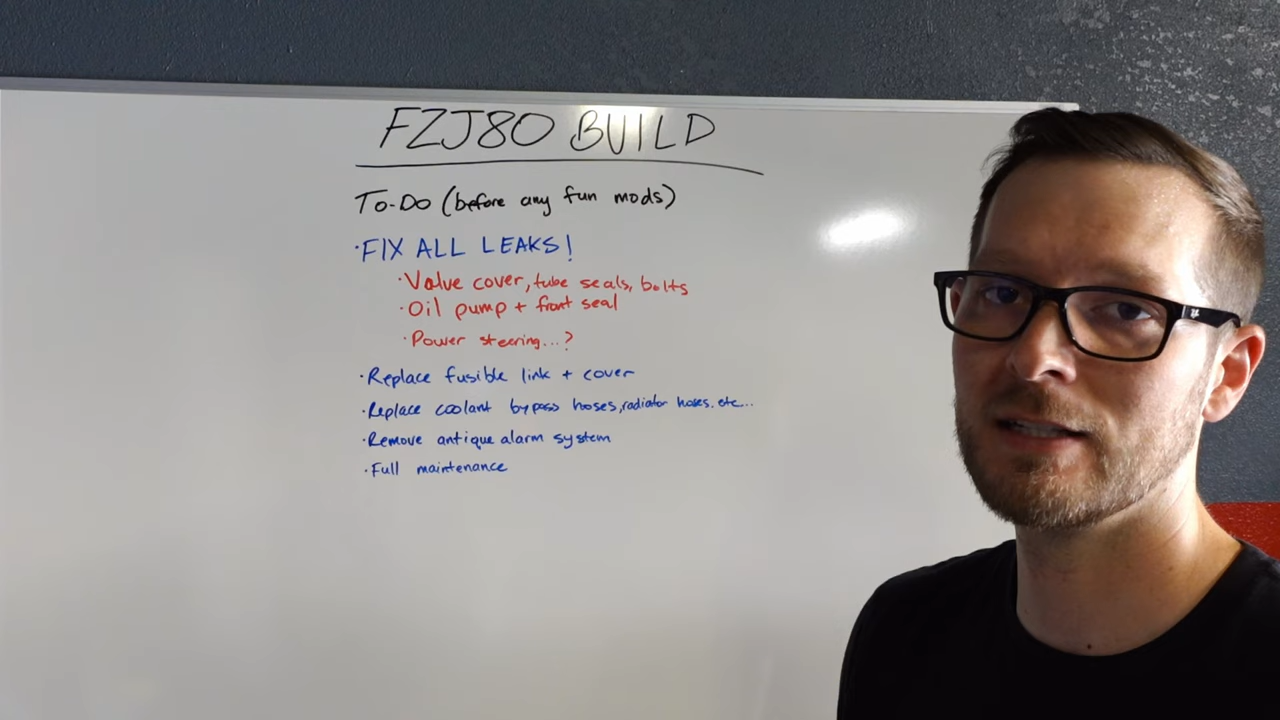 FZJ80 BUILD
To-Do (before any fun mods)
·FIX ALL LEAKS!
·Valve cover, tube seals, bolts
·Oil pump + front seal
·Power steering...?
·Replace fusible link + cover
·Replace coolant bypass hoses, radiator hoses, etc...
·Remove antique alarm system
·Full maintenance